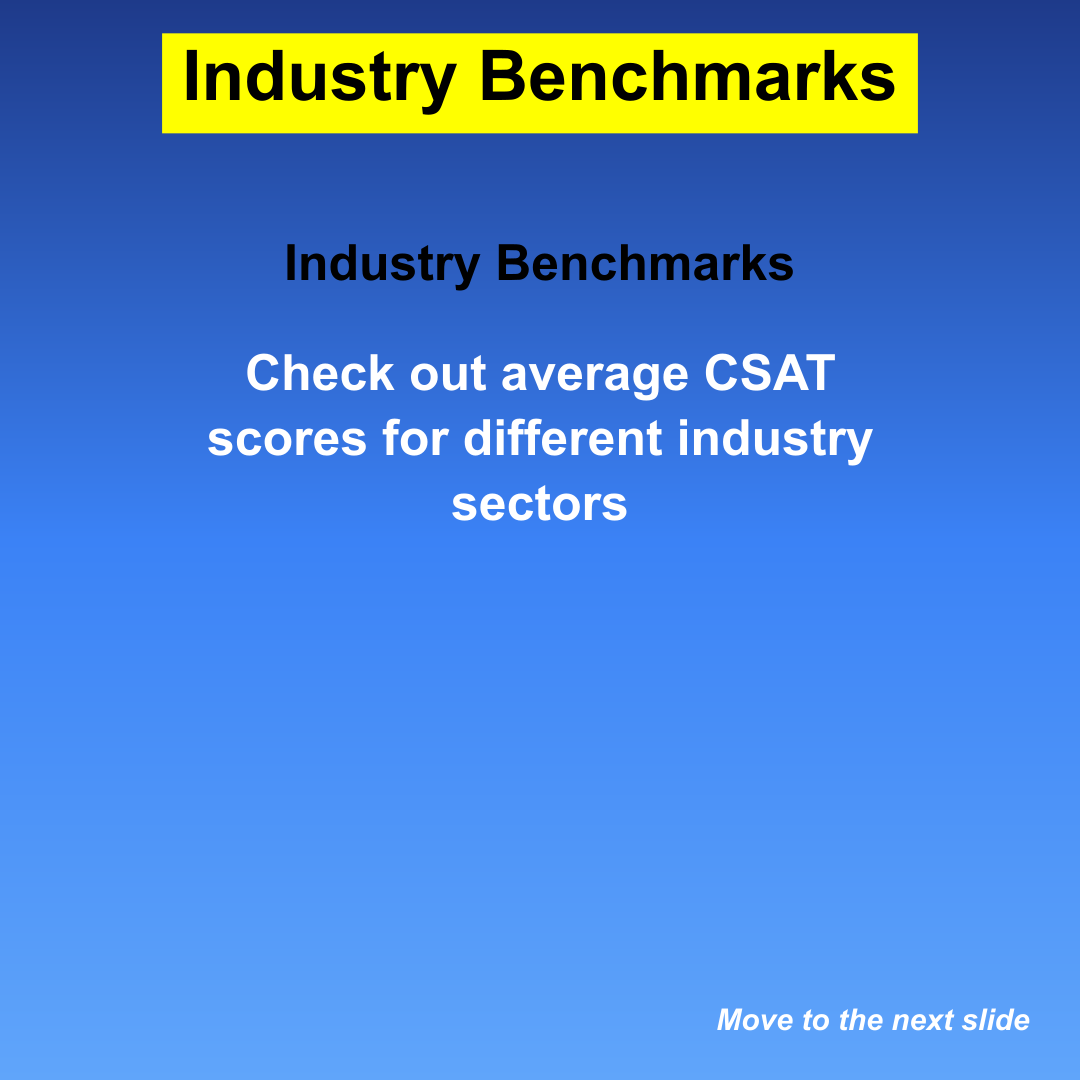 Industry Benchmarks
Industry Benchmarks
Check out average CSAT
scores for different industry
sectors
Move to the next slide